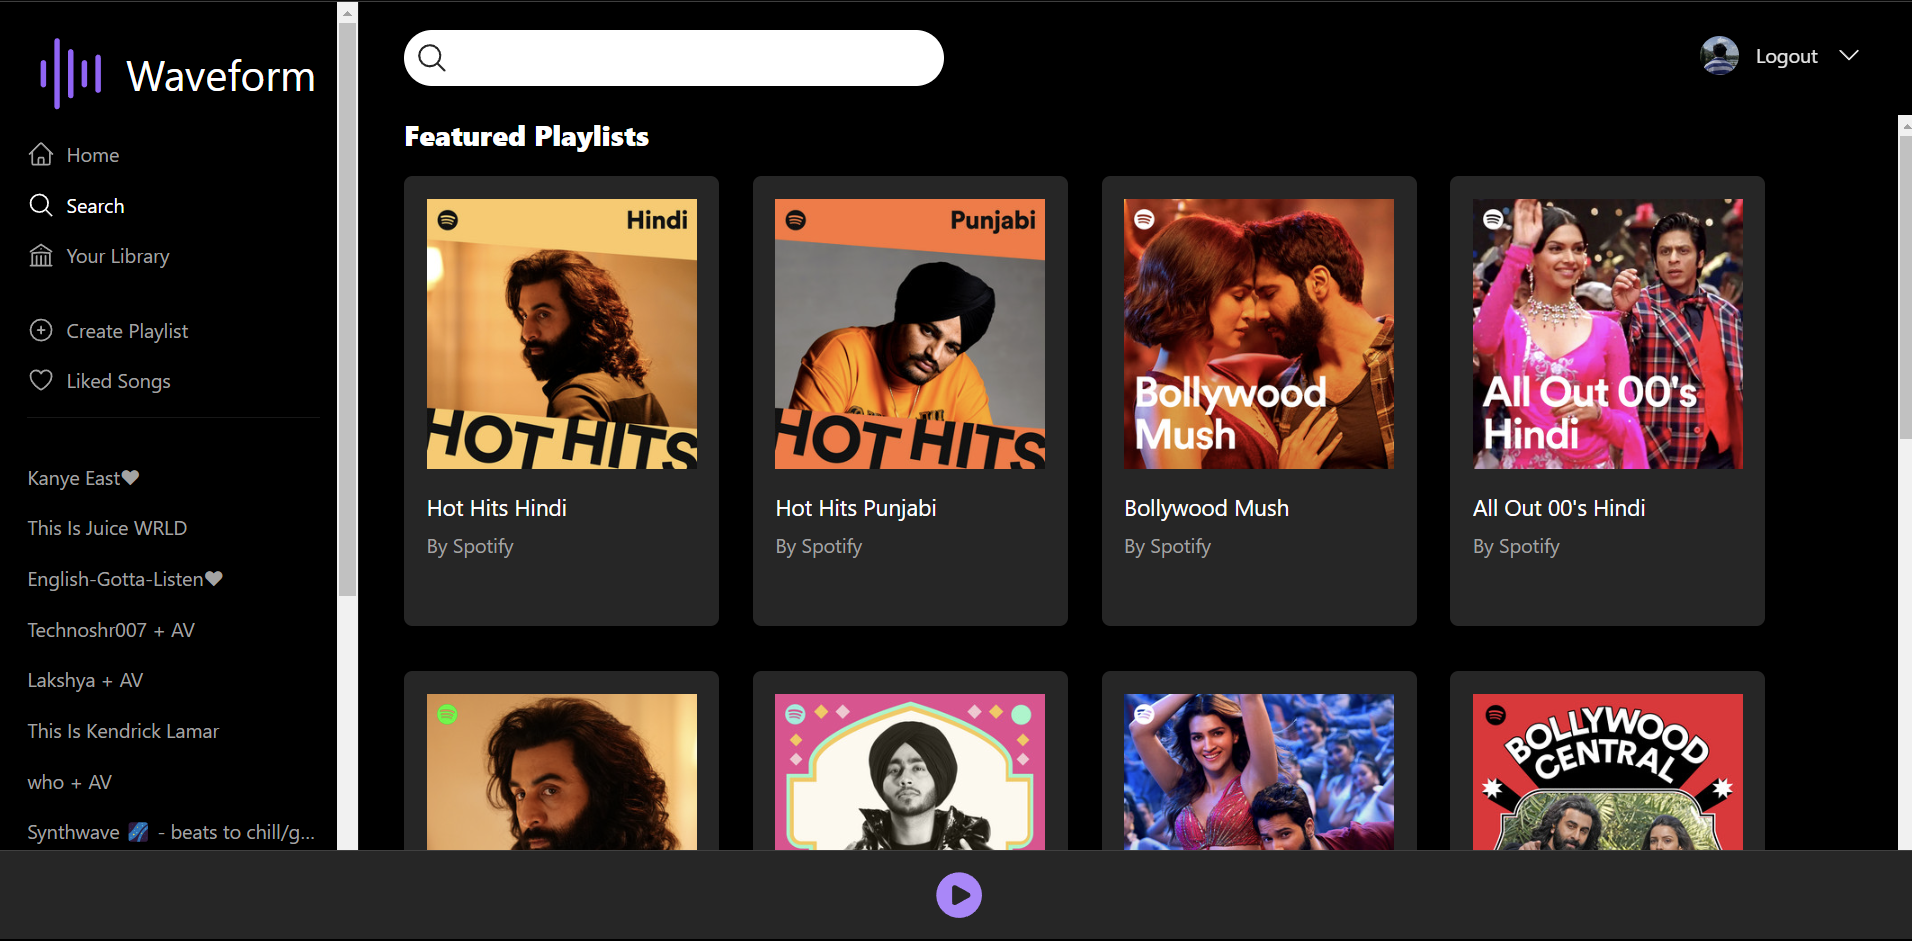 Waveform
Home
Search
Your Library
Create Playlist
Liked Songs
Kanye East🖤
This Is Juice WRLD
English-Gotta-Listen🖤
Technoshr007 + AV
Lakshya + AV
This Is Kendrick Lamar
who + AV
Synthwave 🌌 - beats to chill/g...
Logout
Featured Playlists
Hindi
HOT HITS
Hot Hits Hindi
By Spotify
Punjabi
HOT HITS
Hot Hits Punjabi
By Spotify
Bollywood
Mush
Bollywood Mush
By Spotify
All Out 00's
Hindi
All Out 00's Hindi
By Spotify
BOLLYWOOD
CENTRAL